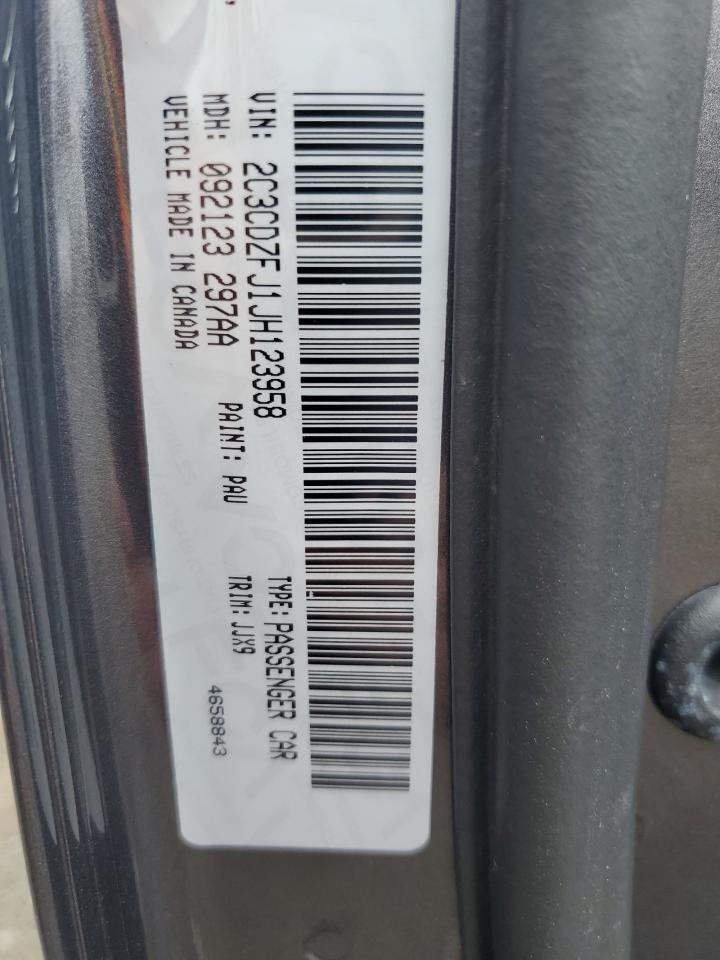 VIN: 2C3CDZFJ1JH123958 TYPE: PASSENGER CAR
MDH: 092123 297AA PAINT: PAU TRIM: JJX9
VEHICLE MADE IN CANADA 4658843